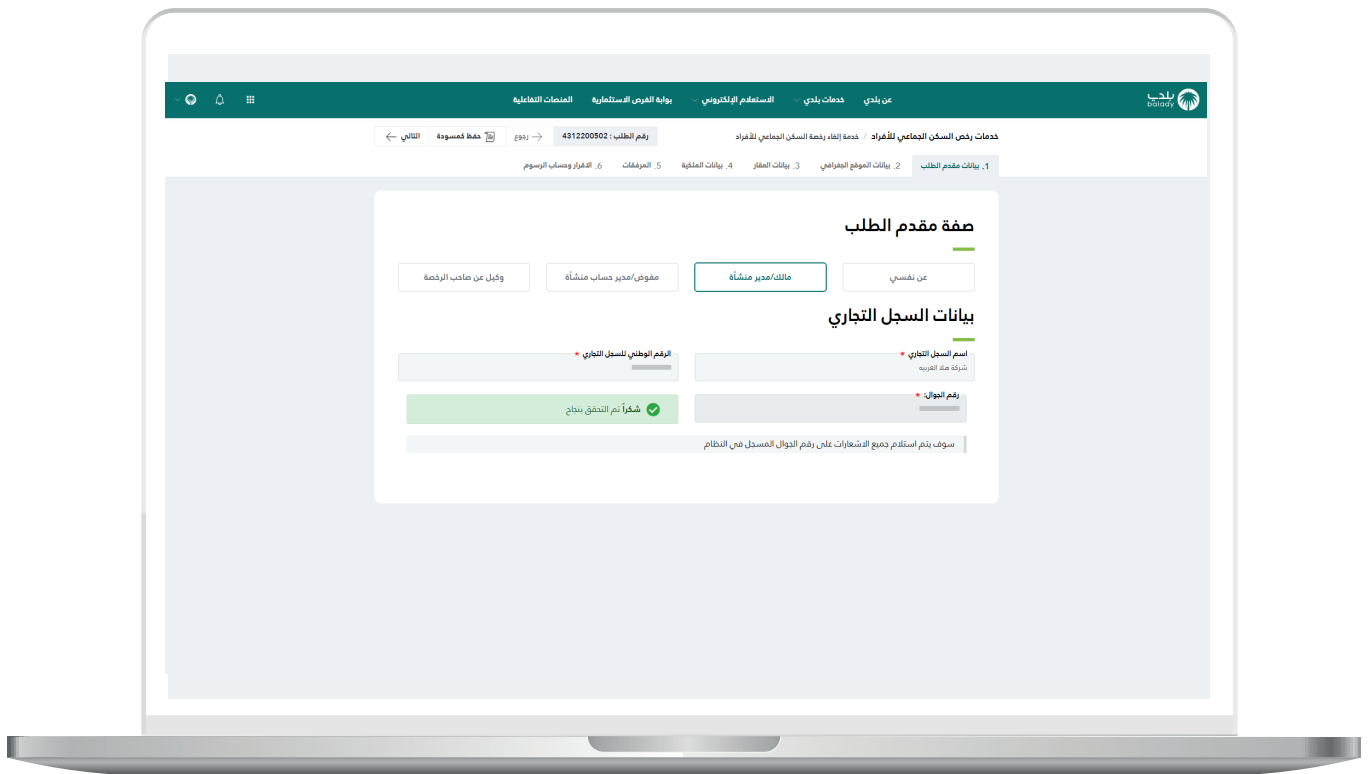 بلدي
balady
عن بلدي خدمات بلدي الاستعلام الإلكتروني بوابة الفرص الاستثمارية المنصات التفاعلية
خدمات رخص السكن الجماعي للأفراد / خدمة إلغاء رخصة السكن الجماعي للأفراد رقم الطلب : 4312200502 رجوع حفظ كمسودة التالي
1. بيانات مقدم الطلب 2. بيانات الموقع الجغرافي 3. بيانات العقار 4. بيانات الملكية 5. المرفقات 6. الاقرار وحساب الرسوم
صفة مقدم الطلب
عن نفسي مالك/مدير منشأة مفوض/مدير حساب منشأة وكيل عن صاحب الرخصة
بيانات السجل التجاري
اسم السجل التجاري * الرقم الوطني للسجل التجاري *
شركة هلا العربيه
رقم الجوال: *
شكراً تم التحقق بنجاح
سوف يتم استلام جميع الاشعارات على رقم الجوال المسجل في النظام